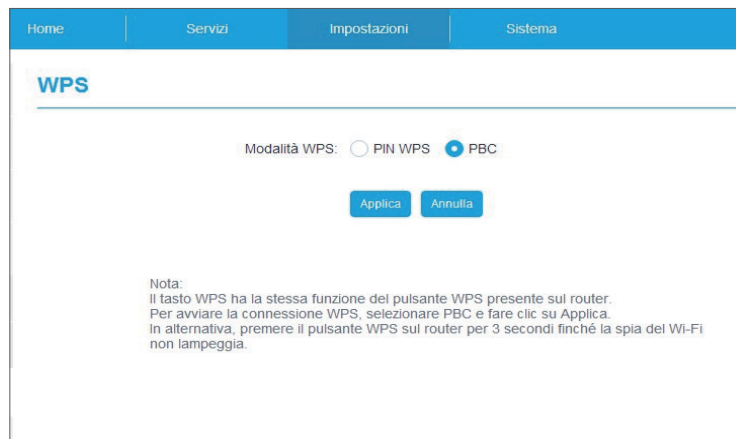 Home Servizi Impostazioni Sistema
WPS
Modalità WPS: PIN WPS PBC
Applica Annulla
Nota:
Il tasto WPS ha la stessa funzione del pulsante WPS presente sul router.
Per avviare la connessione WPS, selezionare PBC e fare clic su Applica.
In alternativa, premere il pulsante WPS sul router per 3 secondi finché la spia del Wi-Fi
non lampeggia.